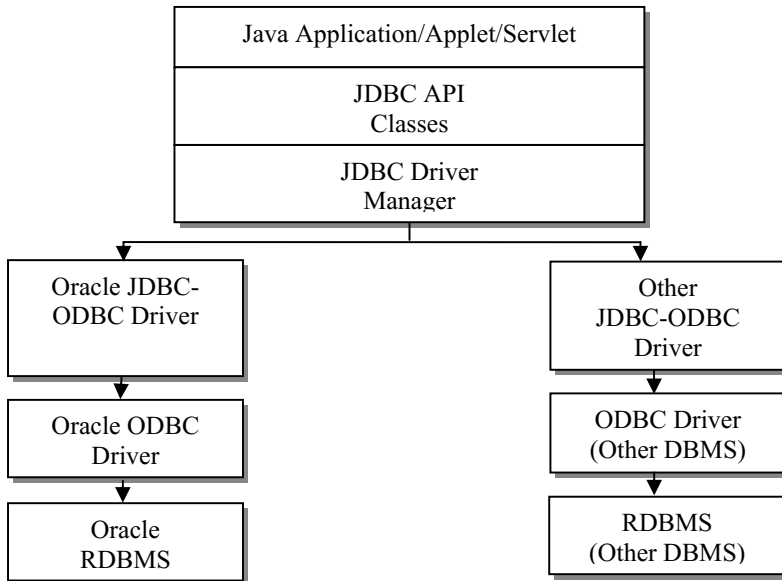 Java Application/Applet/Servlet
JDBC API
Classes
JDBC Driver
Manager
Oracle JDBC-
ODBC Driver
Other
JDBC-ODBC
Driver
Oracle ODBC
Driver
ODBC Driver
(Other DBMS)
Oracle
RDBMS
RDBMS
(Other DBMS)